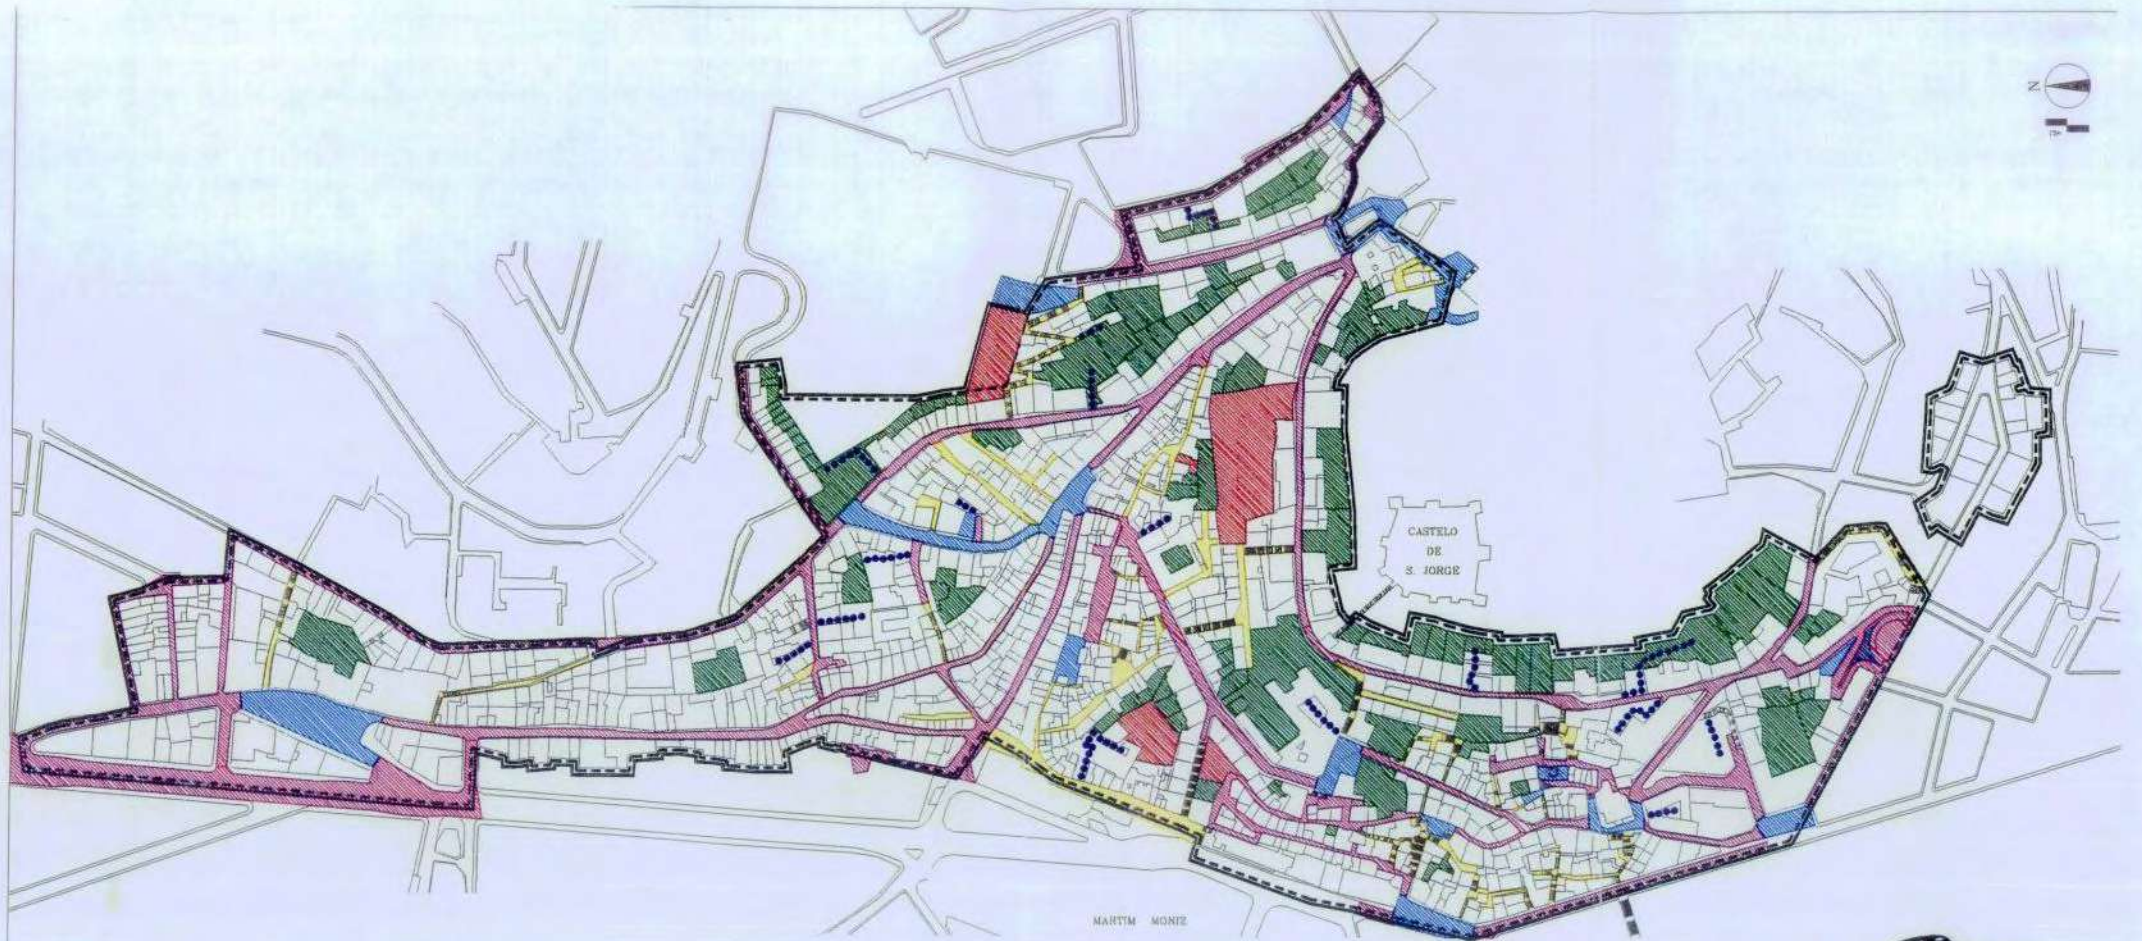 N
CASTELO
DE
S. JORGE
MARTIM MONIZ